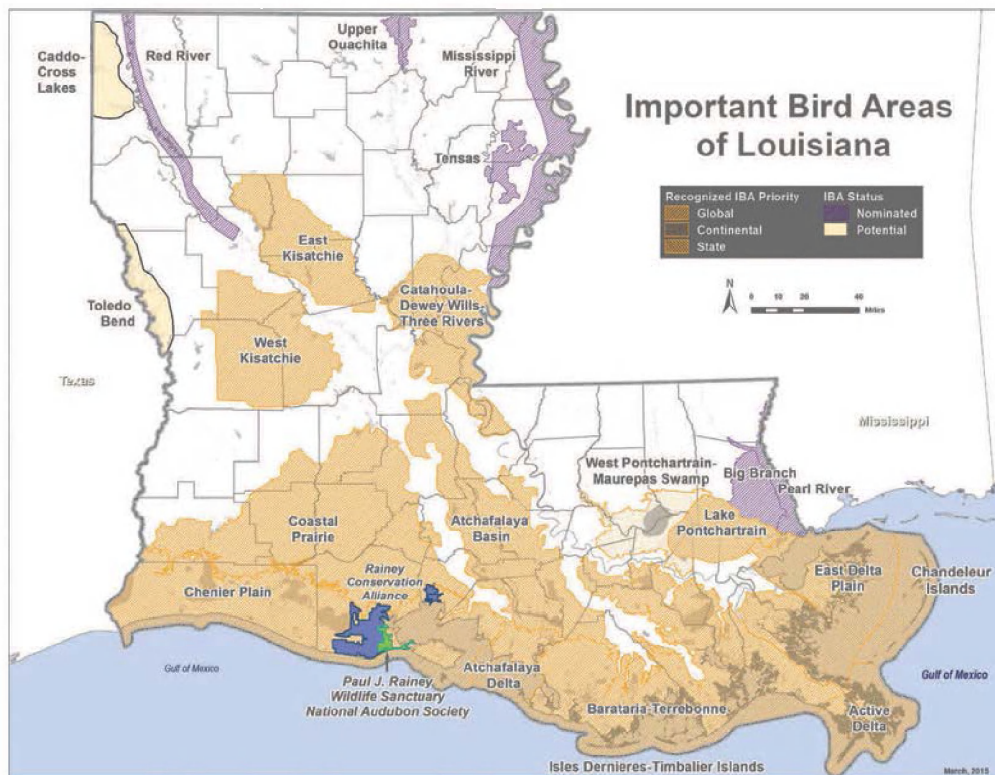 Caddo-
Cross
Lakes
Red River
Upper
Ouachita
Mississippi
River
Important Bird Areas
of Louisiana
Tensas
Recognized IBA Priority
Global
Continental
State
IBA Status
Nominated
Potential
East
Kisatchie
N
0
10
20
40
Miles
Toledo
Bend
Catahoula-
Dewey Wills-
Three Rivers
West
Kisatchie
Texas
Mississippi
West Pontchartrain-
Maurepas Swamp
Big Branch
Pearl River
Lake
Pontchartrain
Coastal
Prairie
Atchafalaya
Basin
Rainey
Conservation
Alliance
Chenier Plain
East Delta
Plain
Chandeleur
Islands
Gulf of Mexico
Paul J. Rainey
Wildlife Sanctuary
National Audubon Society
Atchafalaya
Delta
Barataria-Terrebonne
Active
Delta
Gulf of Mexico
Isles Dernieres-Timbalier Islands
March, 2015